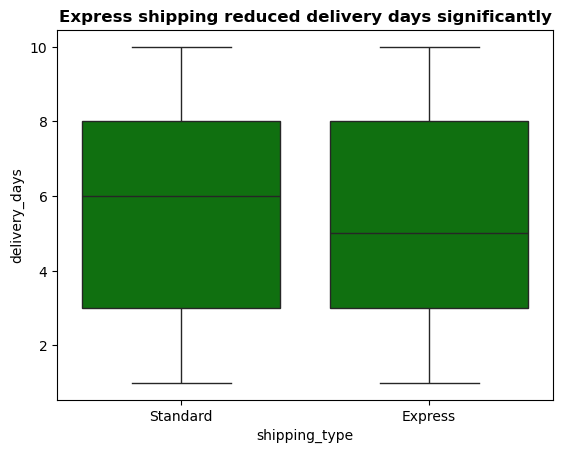 Express shipping reduced delivery days significantly
10
8
6
4
2
delivery_days
Standard
Express
shipping_type